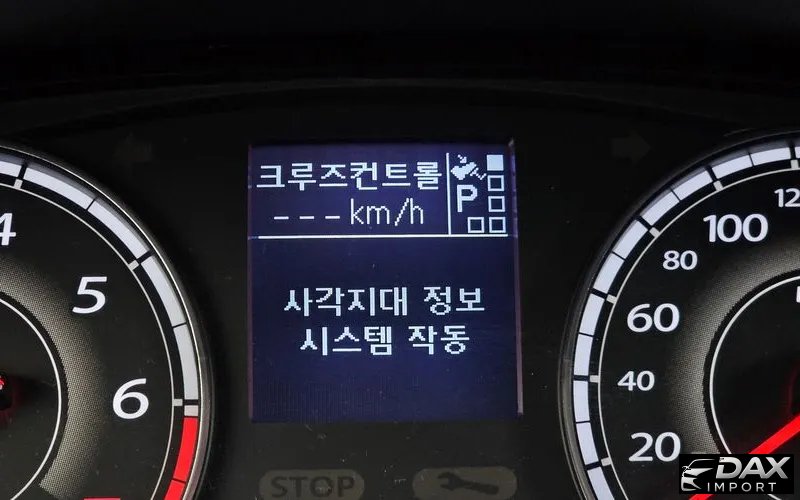 크루즈컨트롤
---km/h
P
사각지대 정보
시스템 작동
4
5
6
20
40
60
80
100
STOP
DAX
IMPORT